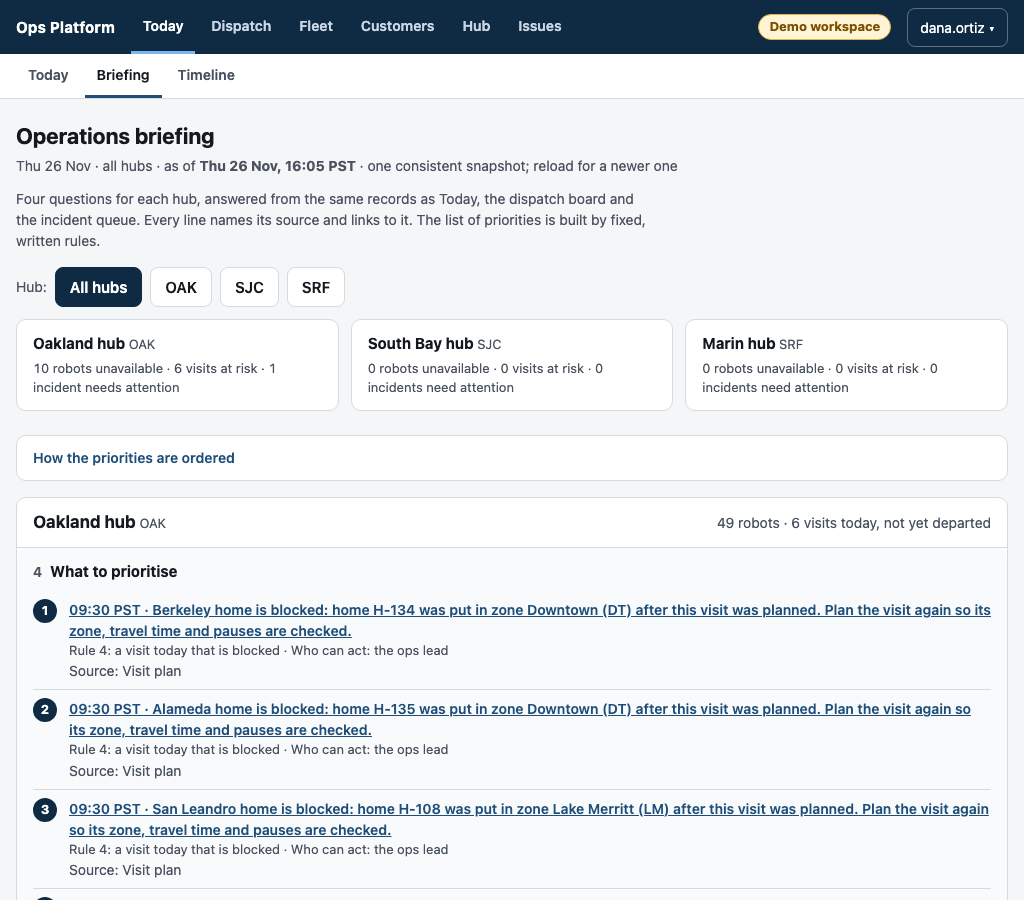 Ops Platform
Today
Dispatch
Fleet
Customers
Hub
Issues
Demo workspace
dana.ortiz ▾
Today
Briefing
Timeline
Operations briefing
Thu 26 Nov · all hubs · as of Thu 26 Nov, 16:05 PST · one consistent snapshot; reload for a newer one
Four questions for each hub, answered from the same records as Today, the dispatch board and
the incident queue. Every line names its source and links to it. The list of priorities is built by fixed,
written rules.
Hub:
All hubs
OAK
SJC
SRF
Oakland hub OAK
10 robots unavailable · 6 visits at risk · 1
incident needs attention
South Bay hub SJC
0 robots unavailable · 0 visits at risk · 0
incidents need attention
Marin hub SRF
0 robots unavailable · 0 visits at risk · 0
incidents need attention
How the priorities are ordered
Oakland hub OAK
49 robots · 6 visits today, not yet departed
4 What to prioritise
1
09:30 PST · Berkeley home is blocked: home H-134 was put in zone Downtown (DT) after this visit was planned. Plan the visit again so its
zone, travel time and pauses are checked.
Rule 4: a visit today that is blocked · Who can act: the ops lead
Source: Visit plan
2
09:30 PST · Alameda home is blocked: home H-135 was put in zone Downtown (DT) after this visit was planned. Plan the visit again so
its zone, travel time and pauses are checked.
Rule 4: a visit today that is blocked · Who can act: the ops lead
Source: Visit plan
3
09:30 PST · San Leandro home is blocked: home H-108 was put in zone Lake Merritt (LM) after this visit was planned. Plan the visit again
so its zone, travel time and pauses are checked.
Rule 4: a visit today that is blocked · Who can act: the ops lead
Source: Visit plan